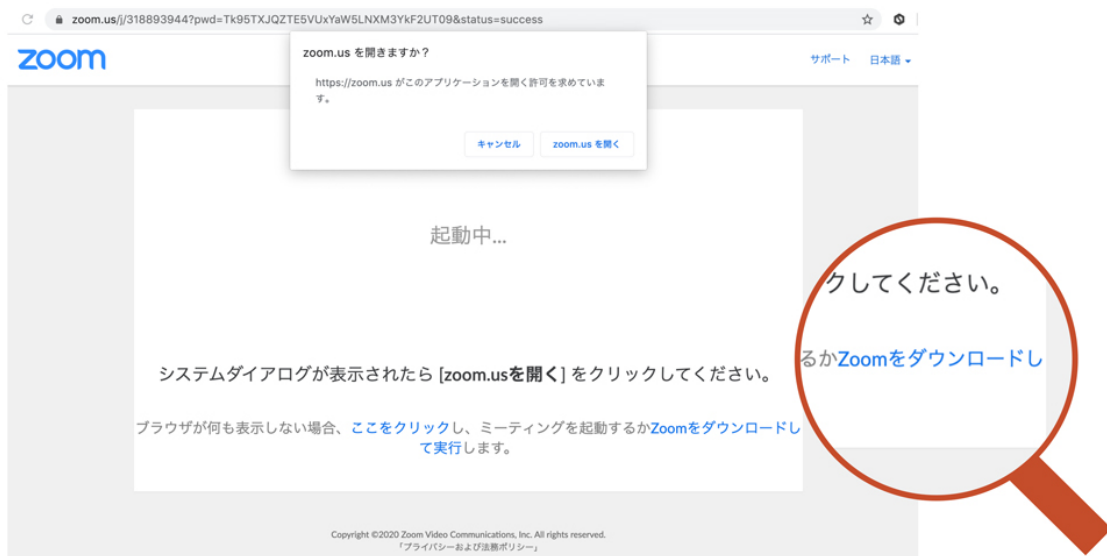 zoom.us/j/318893944?pwd=Tk95TXJQZTE5VUxYaW5LNXM3YkF2UT09&status=success
zoom
サポート 日本語
zoom.us を開きますか？
https://zoom.us がこのアプリケーションを開く許可を求めていま
す。
キャンセル zoom.us を開く
起動中...
システムダイアログが表示されたら [zoom.usを開く] をクリックしてください。
ブラウザが何も表示しない場合、ここをクリックし、ミーティングを起動するかZoomをダウンロードし
て実行します。
クしてください。
るかZoomをダウンロードし
Copyright ©2020 Zoom Video Communications, Inc. All rights reserved.
「プライバシーおよび法務ポリシー」